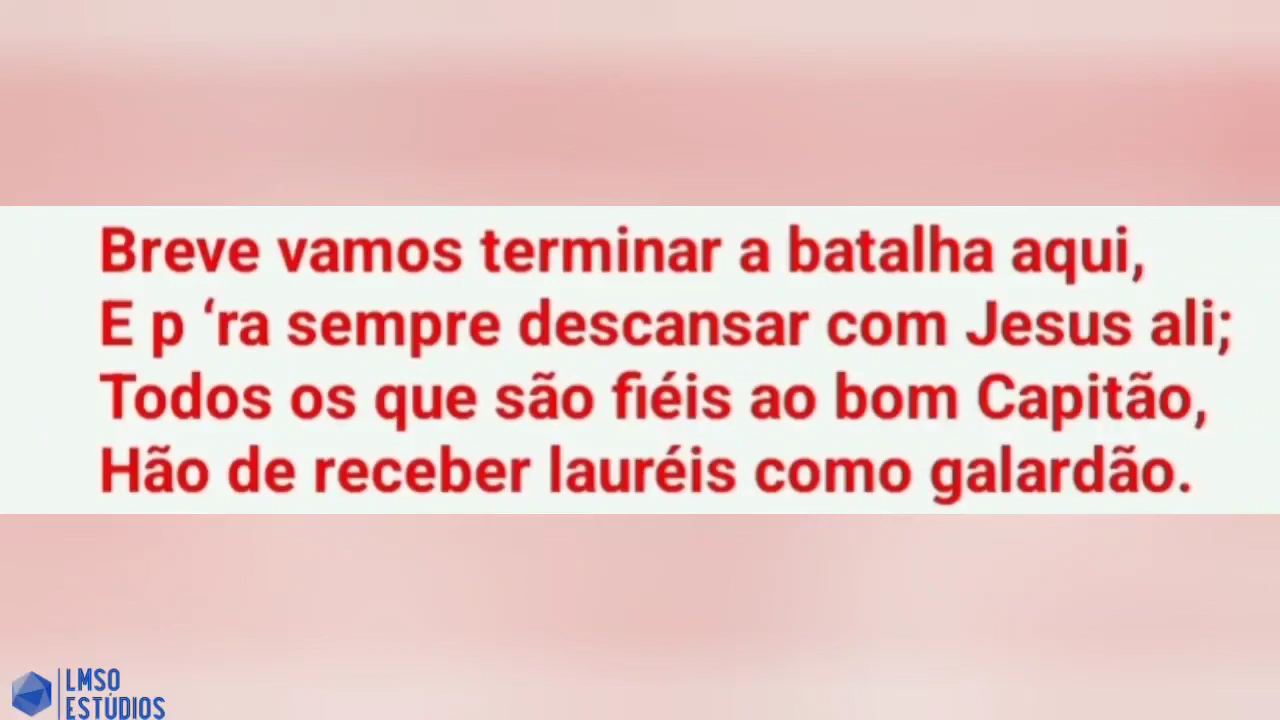 Breve vamos terminar a batalha aqui,
E p ‘ra sempre descansar com Jesus ali;
Todos os que são fiéis ao bom Capitão,
Hão de receber lauréis como galardão.
LMSO
ESTÚDIOS